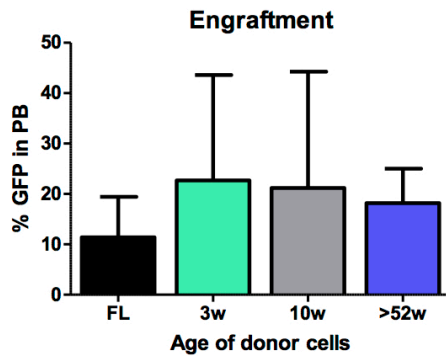 Engraftment
% GFP in PB
50
40
30
20
10
0
FL 3w 10w >52w
Age of donor cells